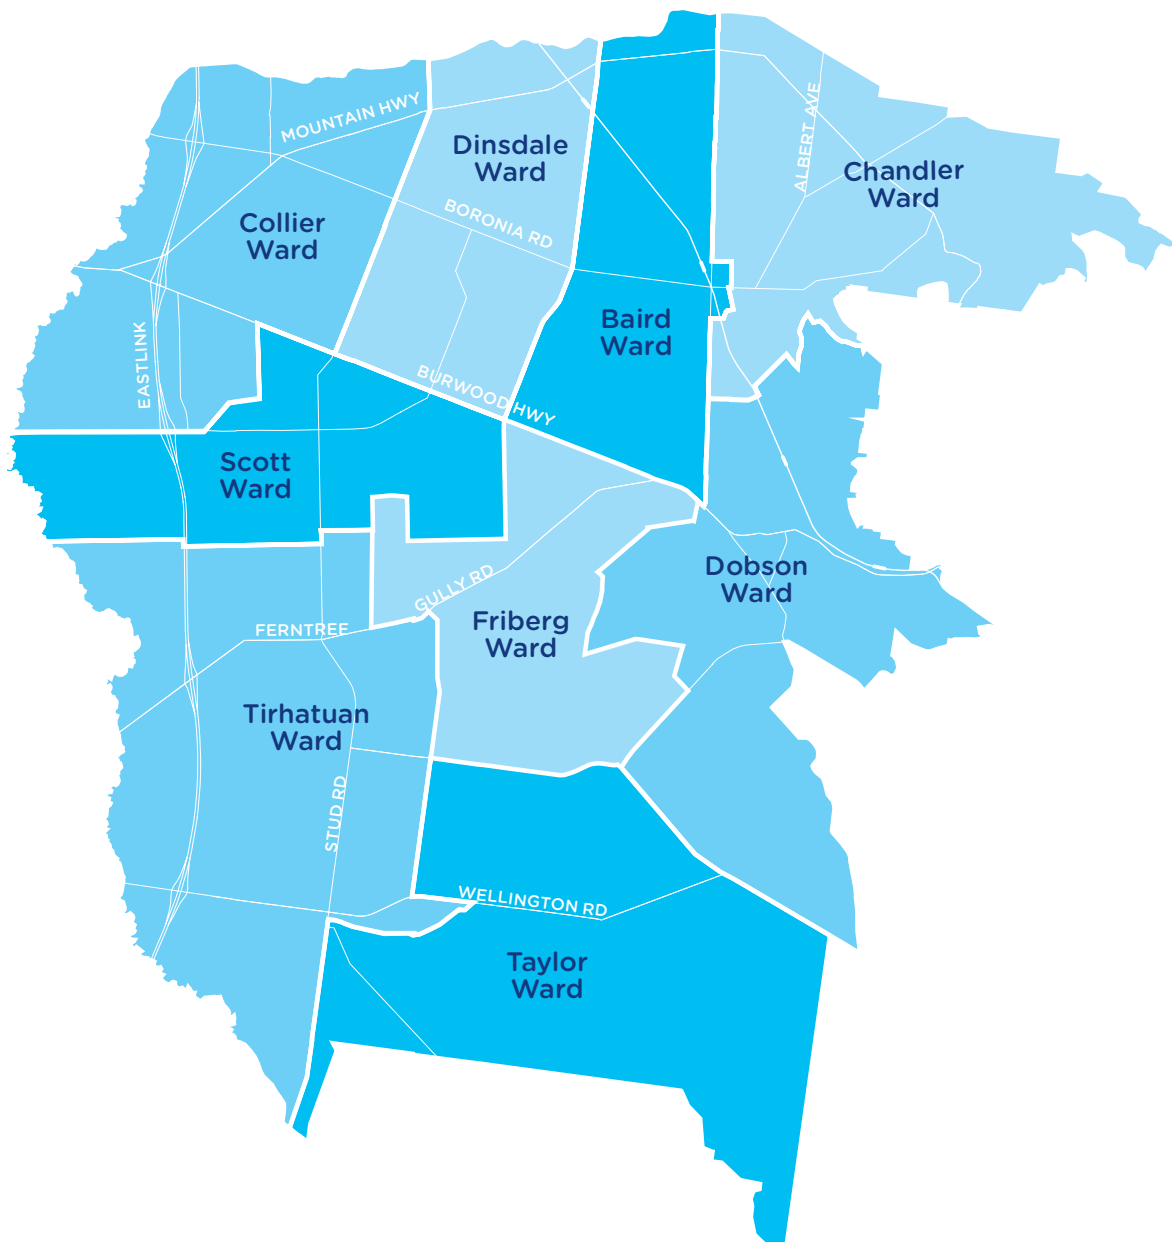 MOUNTAIN HWY
ALBERT AVE
Dinsdale
Ward
Chandler
Ward
BORONIA RD
Collier
Ward
Baird
Ward
EASTLINK
BURWOOD HWY
Scott
Ward
GULLY RD
Dobson
Ward
FERNTREE
Friberg
Ward
Tirhatuan
Ward
STUD RD
WELLINGTON RD
Taylor
Ward